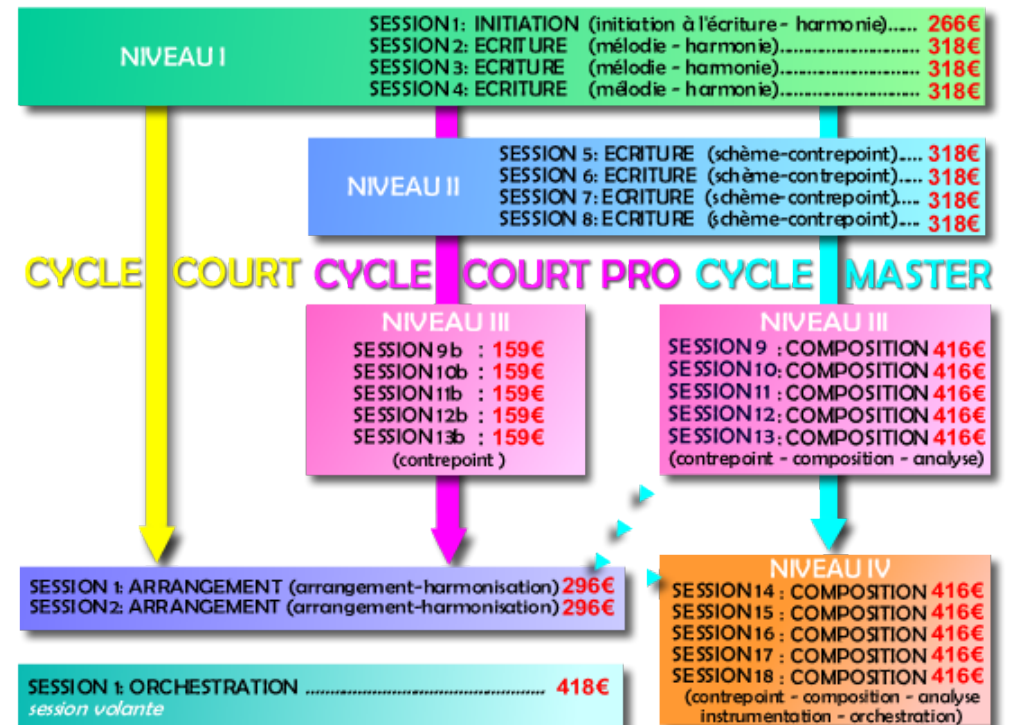 NIVEAU I
SESSION 1: INITIATION (initiation à l'écriture - harmonie)...... 266€
SESSION 2: ECRITURE (mélodie - harmonie)............................ 318€
SESSION 3: ECRITURE (mélodie - harmonie)............................ 318€
SESSION 4: ECRITURE (mélodie - harmonie)............................ 318€
NIVEAU II
SESSION 5: ECRITURE (schème-contrepoint)..... 318€
SESSION 6: ECRITURE (schème-contrepoint)..... 318€
SESSION 7: ECRITURE (schème-contrepoint)..... 318€
SESSION 8: ECRITURE (schème-contrepoint).... 318€
CYCLE COURT
CYCLE COURT PRO
CYCLE MASTER
NIVEAU III
SESSION 9b : 159€
SESSION 10b : 159€
SESSION 11b : 159€
SESSION 12b : 159€
SESSION 13b : 159€
(contrepoint )
NIVEAU III
SESSION 9 : COMPOSITION 416€
SESSION 10: COMPOSITION 416€
SESSION 11 : COMPOSITION 416€
SESSION 12: COMPOSITION 416€
SESSION 13: COMPOSITION 416€
(contrepoint - composition - analyse)
SESSION 1: ARRANGEMENT (arrangement-harmonisation) 296€
SESSION 2: ARRANGEMENT (arrangement-harmonisation) 296€
NIVEAU IV
SESSION 14 : COMPOSITION 416€
SESSION 15 : COMPOSITION 416€
SESSION 16 : COMPOSITION 416€
SESSION 17 : COMPOSITION 416€
SESSION 18 : COMPOSITION 416€
(contrepoint - composition - analyse
instrumentation - orchestration)
SESSION 1: ORCHESTRATION .................................................. 418€
session volante